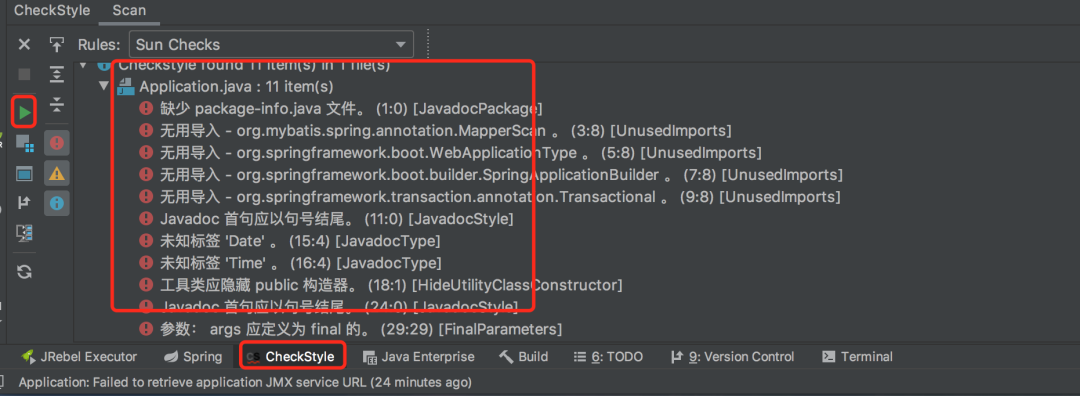 CheckStyle Scan
Rules: Sun Checks
Checkstyle found 11 item(s) in 1 file(s)
Application.java : 11 item(s)
缺少 package-info.java 文件。 (1:0) [JavadocPackage]
无用导入 - org.mybatis.spring.annotation.MapperScan 。 (3:8) [UnusedImports]
无用导入 - org.springframework.boot.WebApplicationType 。 (5:8) [UnusedImports]
无用导入 - org.springframework.boot.builder.SpringApplicationBuilder 。 (7:8) [UnusedImports]
无用导入 - org.springframework.transaction.annotation.Transactional 。 (9:8) [UnusedImports]
Javadoc 首句应以句号结尾。 (11:0) [JavadocStyle]
未知标签 'Date' 。 (15:4) [JavadocType]
未知标签 'Time' 。 (16:4) [JavadocType]
工具类应隐藏 public 构造器。 (18:1) [HideUtilityClassConstructor]
Javadoc 首句应以句号结尾。 (24:0) [JavadocStyle]
参数： args 应定义为 final 的。 (29:29) [FinalParameters]
JRebel Executor Spring CS CheckStyle Java Enterprise Build 6: TODO 9: Version Control Terminal
Application: Failed to retrieve application JMX service URL (24 minutes ago)